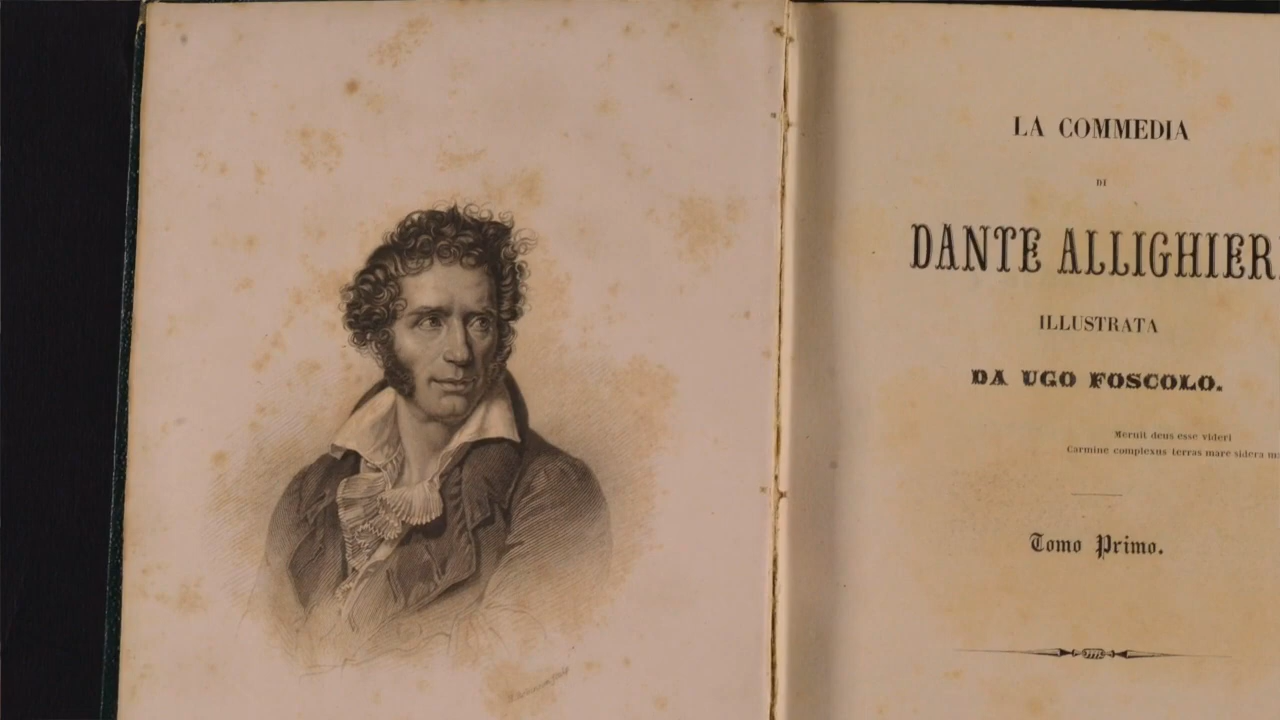 LA COMMEDIA
DI
DANTE ALLIGHIERI
ILLUSTRATA
DA UGO FOSCOLO.
Meruit deus esse videri
Carmine complexus terras mare sidera
Tomo Primo.